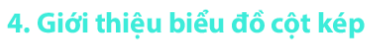 4. Giới thiệu biểu đồ cột kép